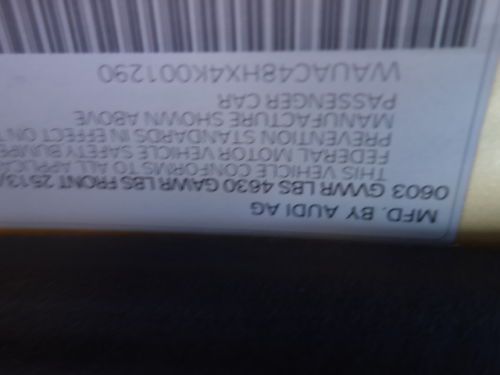 MFD. BY AUDI AG
0603 GVWR LBS 4630 GAWR LBS FRONT 2513/
THIS VEHICLE CONFORMS TO ALL
FEDERAL MOTOR VEHICLE SAFETY
PREVENTION STANDARDS IN EFFECT ON
MANUFACTURE SHOWN ABOVE
PASSENGER CAR
WAUAC48HX4K001290